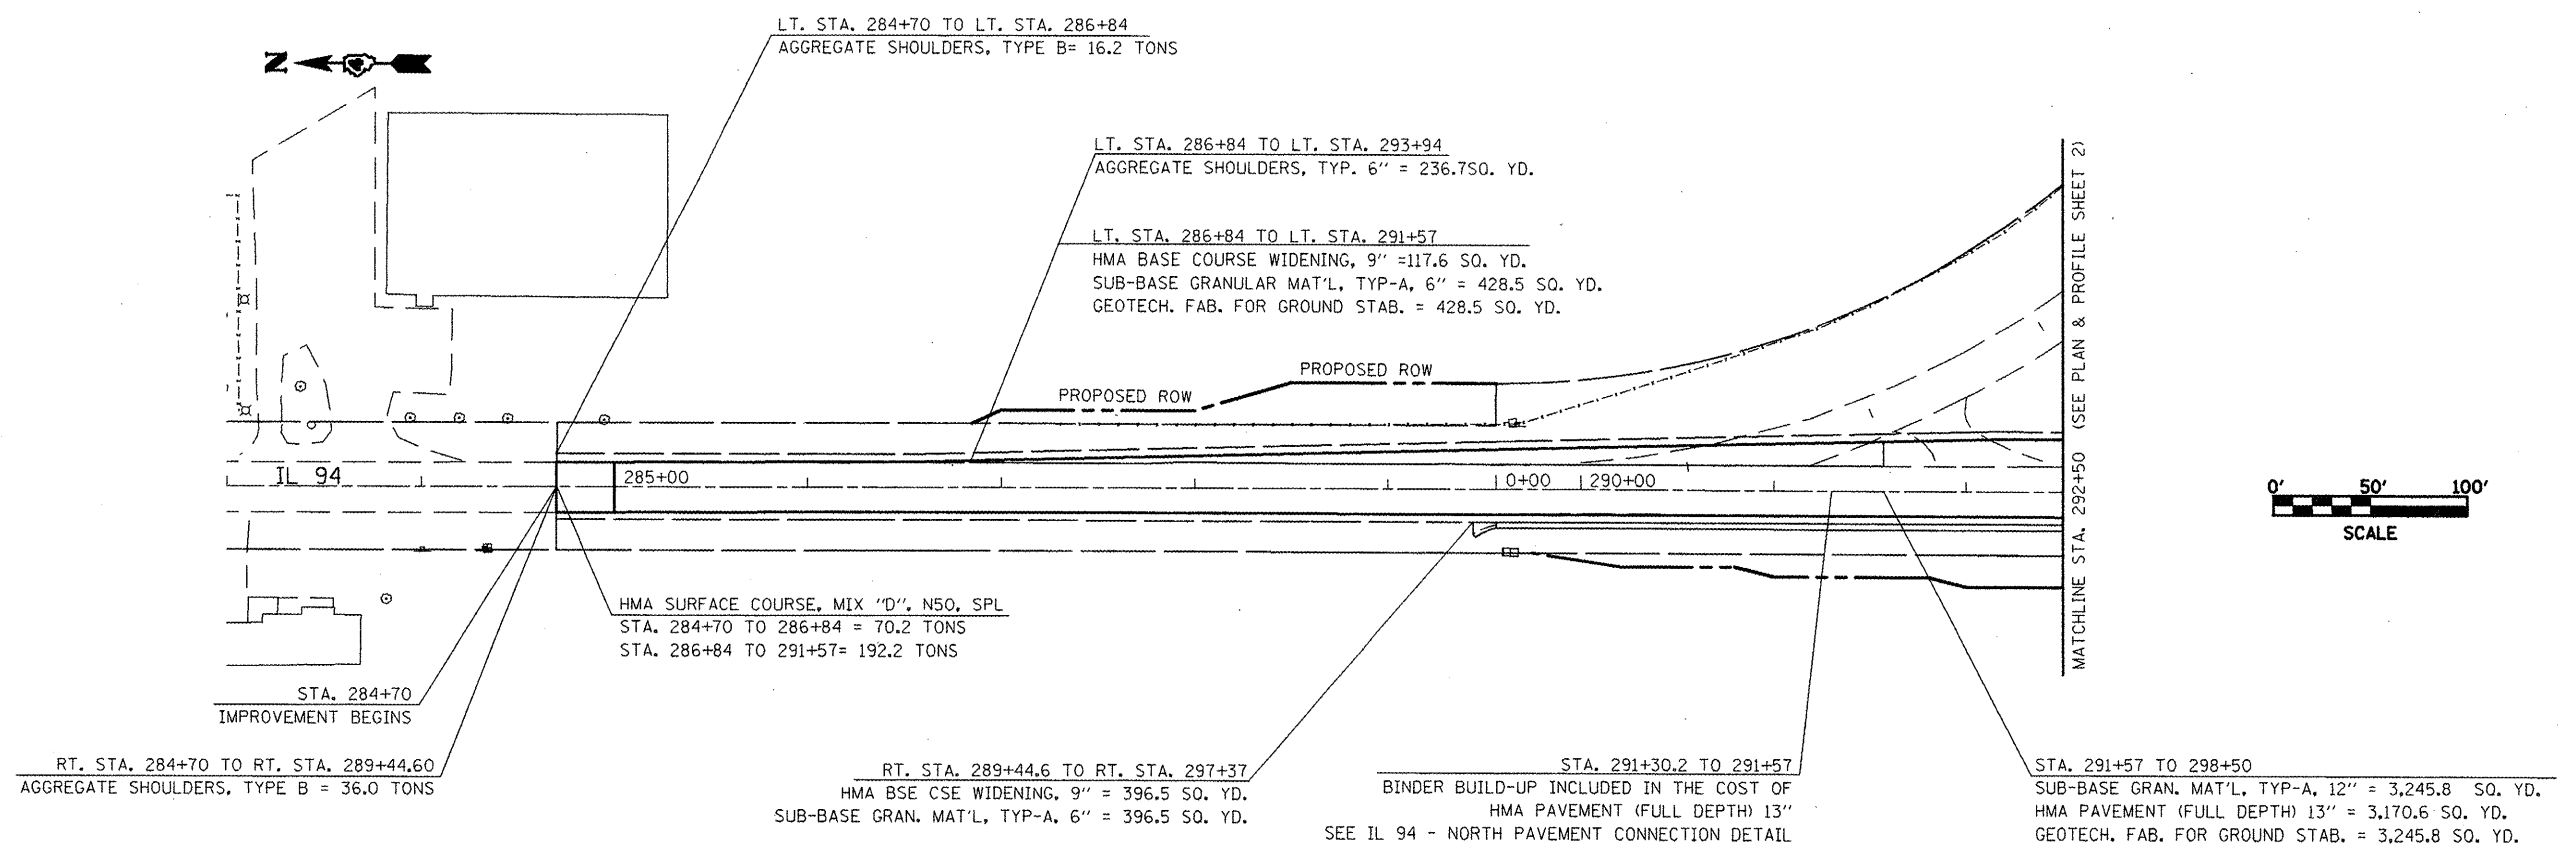 LT. STA. 284+70 TO LT. STA. 286+84
AGGREGATE SHOULDERS, TYPE B= 16.2 TONS
N
LT. STA. 286+84 TO LT. STA. 293+94
AGGREGATE SHOULDERS, TYP. 6" = 236.7SQ. YD.
LT. STA. 286+84 TO LT. STA. 291+57
HMA BASE COURSE WIDENING, 9" =117.6 SQ. YD.
SUB-BASE GRANULAR MAT'L, TYP-A, 6" = 428.5 SQ. YD.
GEOTECH. FAB. FOR GROUND STAB. = 428.5 SQ. YD.
PROPOSED ROW
PROPOSED ROW
IL 94
285+00
0+00
290+00
MATCHLINE STA. 292+50 (SEE PLAN & PROFILE SHEET 2)
0' 50' 100'
SCALE
HMA SURFACE COURSE, MIX "D", N50, SPL
STA. 284+70 TO 286+84 = 70.2 TONS
STA. 286+84 TO 291+57= 192.2 TONS
STA. 284+70
IMPROVEMENT BEGINS
RT. STA. 284+70 TO RT. STA. 289+44.60
AGGREGATE SHOULDERS, TYPE B = 36.0 TONS
RT. STA. 289+44.6 TO RT. STA. 297+37
HMA BSE CSE WIDENING, 9" = 396.5 SQ. YD.
SUB-BASE GRAN. MAT'L, TYP-A, 6" = 396.5 SQ. YD.
STA. 291+30.2 TO 291+57
BINDER BUILD-UP INCLUDED IN THE COST OF
HMA PAVEMENT (FULL DEPTH) 13"
SEE IL 94 - NORTH PAVEMENT CONNECTION DETAIL
STA. 291+57 TO 298+50
SUB-BASE GRAN. MAT'L, TYP-A, 12" = 3,245.8 SQ. YD.
HMA PAVEMENT (FULL DEPTH) 13" = 3,170.6 SQ. YD.
GEOTECH. FAB. FOR GROUND STAB. = 3,245.8 SQ. YD.